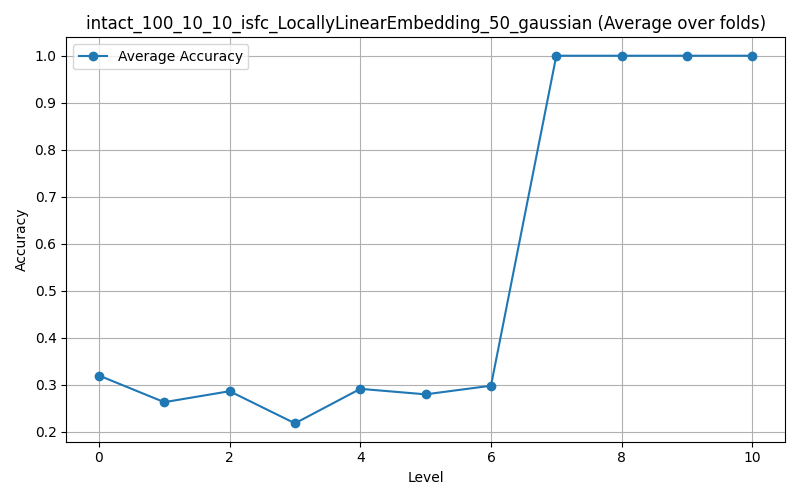 intact_100_10_10_isfc_LocallyLinearEmbedding_50_gaussian (Average over folds)
Average Accuracy
1.0
0.9
0.8
0.7
0.6
0.5
0.4
0.3
0.2
Accuracy
0 2 4 6 8 10
Level